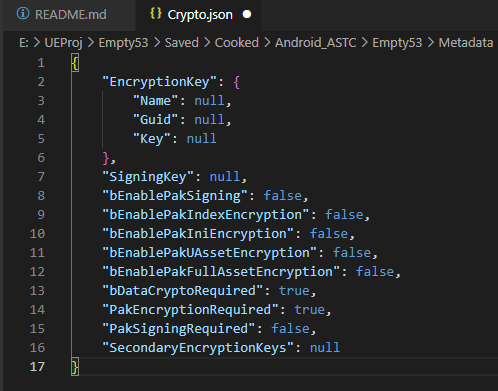 README.md
Crypto.json
E: > UEProj > Empty53 > Saved > Cooked > Android_ASTC > Empty53 > Metadata
1 {
2     "EncryptionKey": {
3         "Name": null,
4         "Guid": null,
5         "Key": null
6     },
7     "SigningKey": null,
8     "bEnablePakSigning": false,
9     "bEnablePakIndexEncryption": false,
10     "bEnablePakIniEncryption": false,
11     "bEnablePakUAssetEncryption": false,
12     "bEnablePakFullAssetEncryption": false,
13     "bDataCryptoRequired": true,
14     "PakEncryptionRequired": true,
15     "PakSigningRequired": false,
16     "SecondaryEncryptionKeys": null
17 }